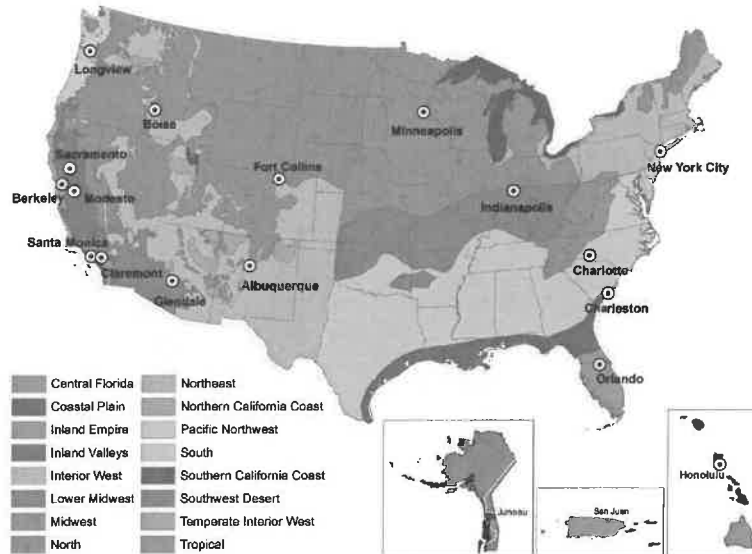 Longview
Boise
Minneapolis
Sacramento
Fort Collins
New York City
Berkeley
Modesto
Indianapolis
Santa Monica
Claremont
Albuquerque
Charlotte
Glendale
Charleston
Orlando
Central Florida
Coastal Plain
Inland Empire
Inland Valleys
Interior West
Lower Midwest
Midwest
North
Northeast
Northern California Coast
Pacific Northwest
South
Southern California Coast
Southwest Desert
Temperate Interior West
Tropical
Juneau
San Juan
Honolulu